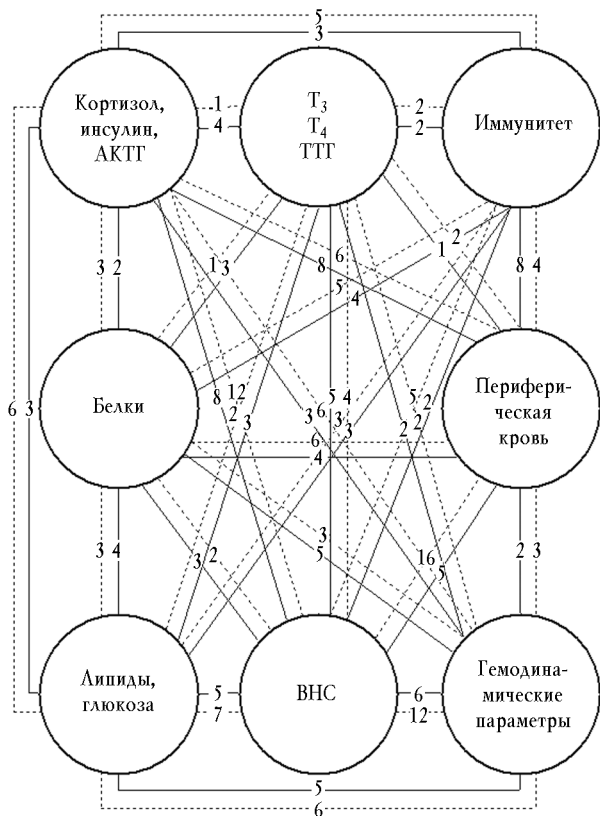 5
3
Кортизол,
инсулин,
АКТГ
1
4
T3
T4
ТТГ
2
2
Иммунитет
3 2
1 3
8
6
5
4
1
2
8 4
Белки
Перифери-
ческая
кровь
6 3
8
12
2
3
3
6
5 4
3
3
5
2
2
2
6
4
3 4
3 2
3
5
16
5
2 3
Липиды,
глюкоза
5
7
ВНС
6
12
Гемодина-
мические
параметры
5
6